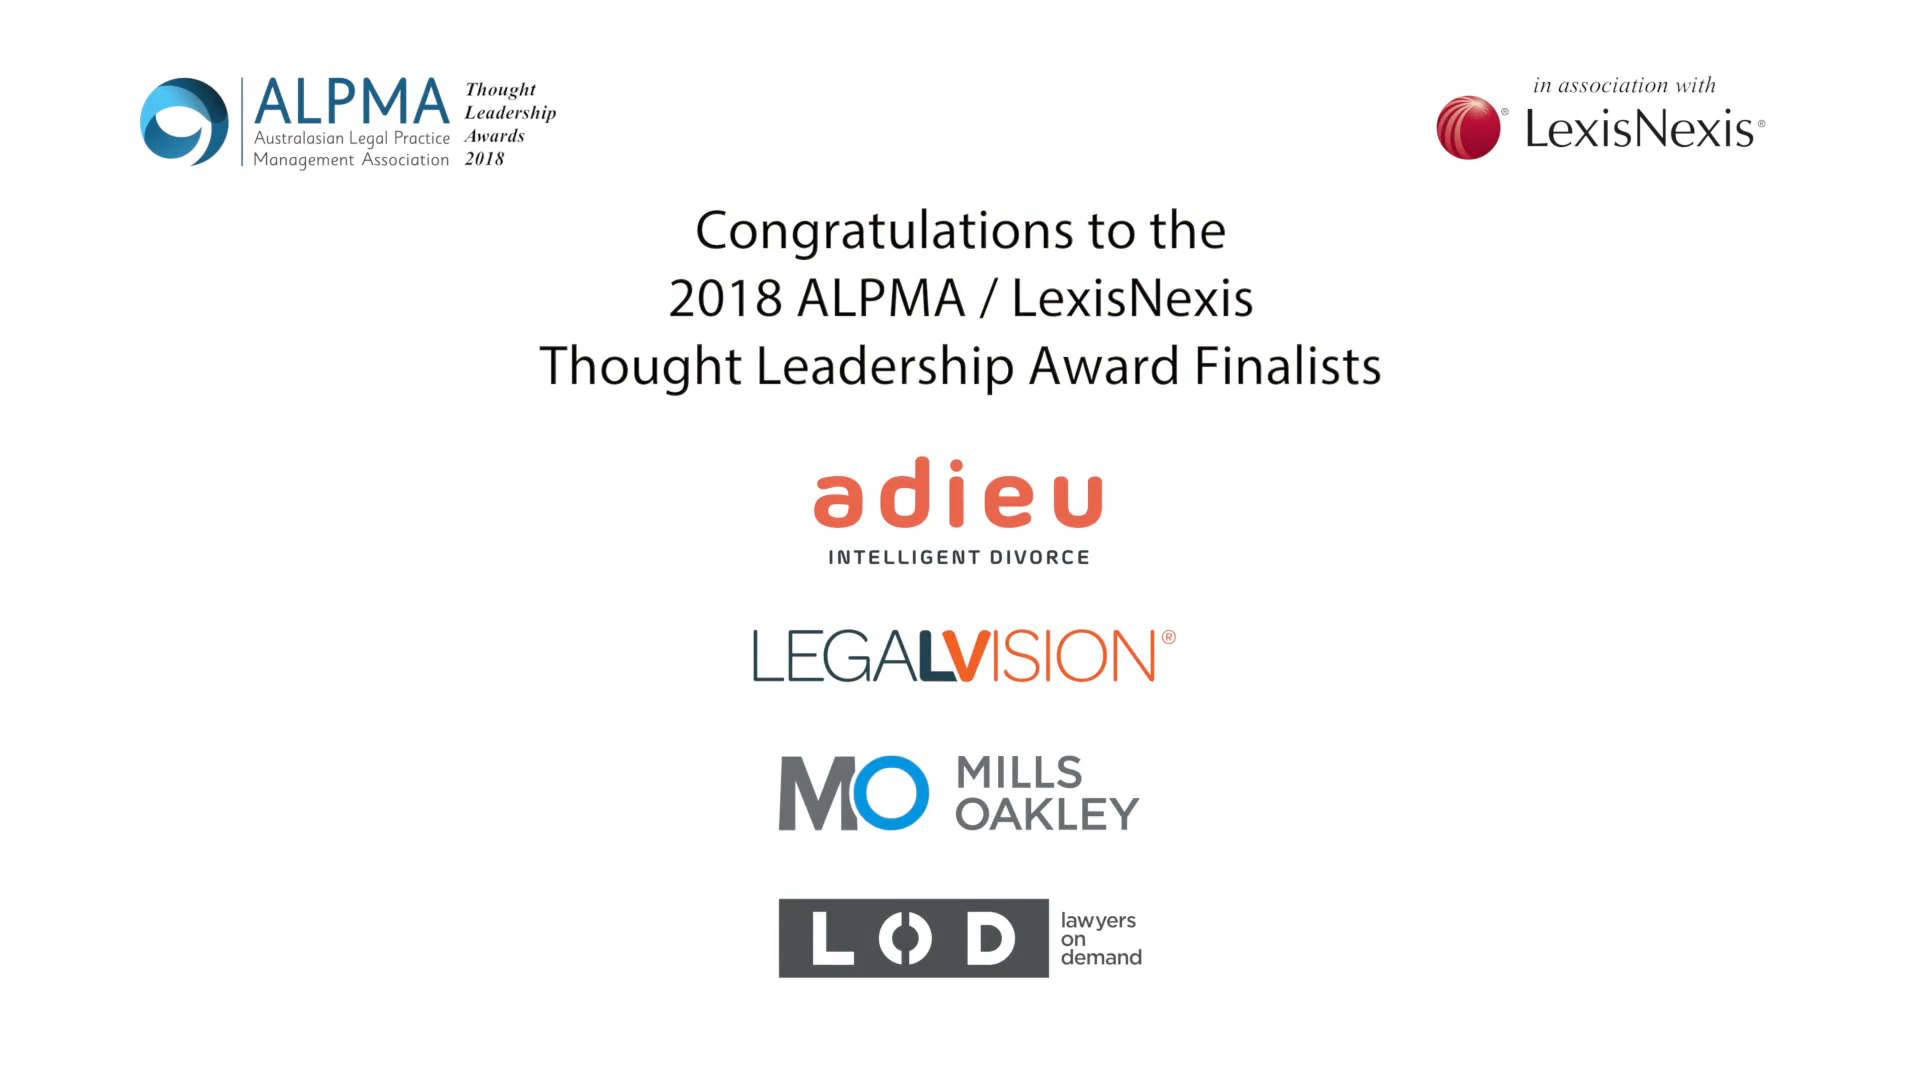 ALPMA
Australasian Legal Practice
Management Association
Thought
Leadership
Awards
2018
in association with
LexisNexis®
Congratulations to the
2018 ALPMA / LexisNexis
Thought Leadership Award Finalists
adieu
INTELLIGENT DIVORCE
LEGALVISION®
MO
MILLS
OAKLEY
LOD
lawyers
on
demand